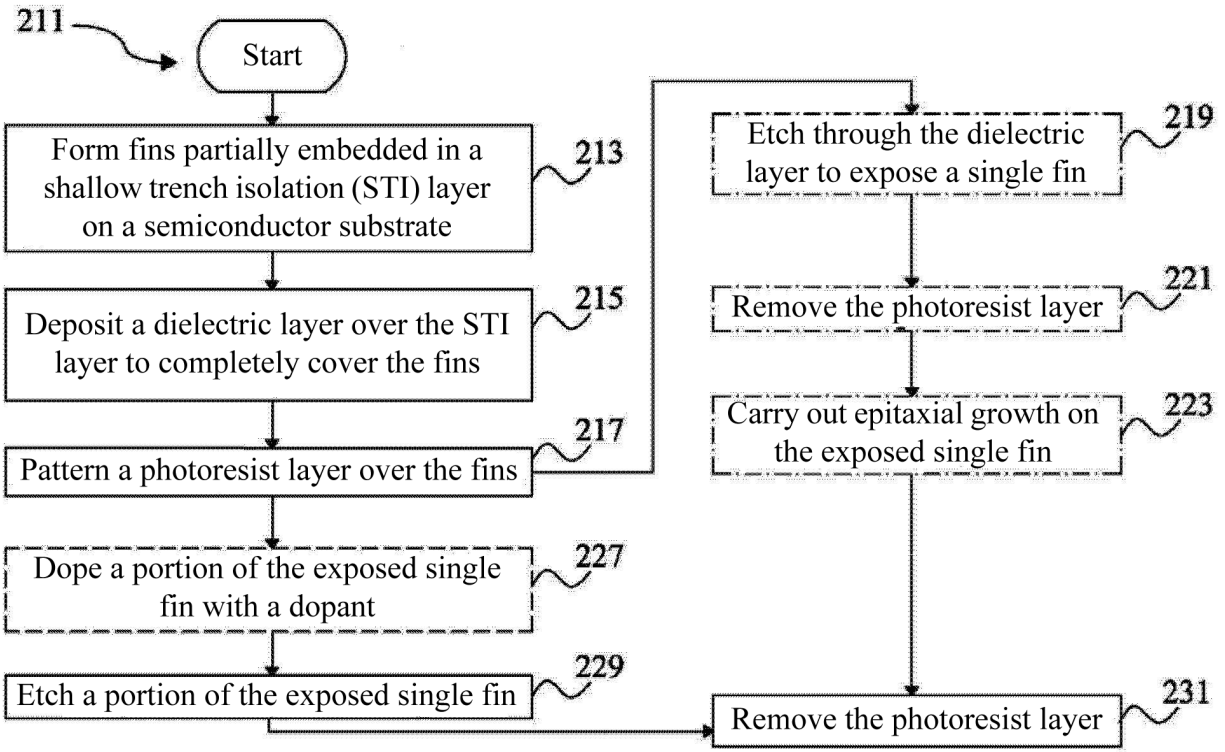 211
Start
Form fins partially embedded in a
shallow trench isolation (STI) layer
on a semiconductor substrate
213
Deposit a dielectric layer over the STI
layer to completely cover the fins
215
Pattern a photoresist layer over the fins
217
Dope a portion of the exposed single
fin with a dopant
227
Etch a portion of the exposed single fin
229
Etch through the dielectric
layer to expose a single fin
219
Remove the photoresist layer
221
Carry out epitaxial growth on
the exposed single fin
223
Remove the photoresist layer
231